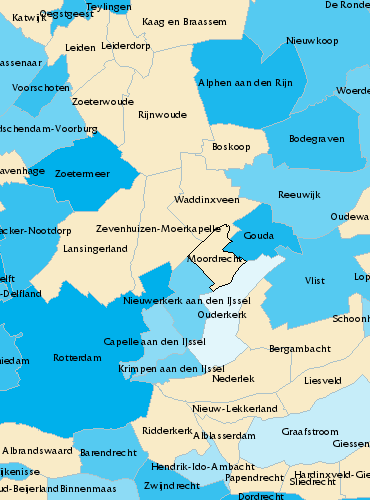 Teylingen
De Ronde
Katwijk
Oegstgeest
Kaag en Braassem
Leiden
Leiderdorp
Nieuwkoop
assenaar
Voorschoten
Alphen aan den Rijn
Woerde
Zoeterwoude
Rijnwoude
dschendam-Voorburg
Bodegraven
Boskoop
avenhage
Zoetermeer
Waddinxveen
Reeuwijk
Oudewa
acker-Nootdorp
Zevenhuizen-Moerkapelle
Gouda
Lansingerland
Moordrecht
elft
Vlist
Lop
-Delfland
Nieuwerkerk aan den IJssel
Ouderkerk
Schoonh
Capelle aan den IJssel
Bergambacht
iedam
Rotterdam
Krimpen aan den IJssel
Nederlek
Liesveld
Nieuw-Lekkerland
Ridderkerk
Alblasserdam
Graafstroom
Giessen
Albrandswaard
Barendrecht
Hendrik-Ido-Ambacht
ijkenisse
Papendrecht
Hardinxveld-Gie
Sliedrecht
ud-Beijerland
Binnenmaas
Zwijndrecht
Dordrecht